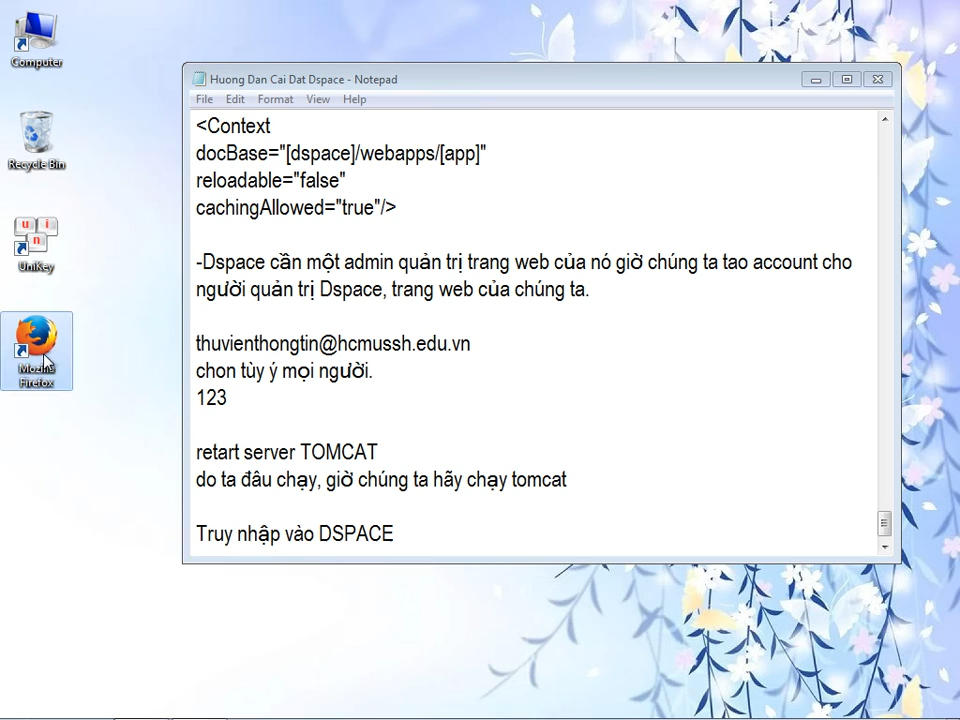 Computer
Recycle Bin
u i
n
UniKey
Mozilla
Firefox
Huong Dan Cai Dat Dspace - Notepad
File Edit Format View Help
<Context
docBase="[dspace]/webapps/[app]"
reloadable="false"
cachingAllowed="true"/>
-Dspace cần một admin quản trị trang web của nó giờ chúng ta tao account cho
người quản trị Dspace, trang web của chúng ta.
thuvienthongtin@hcmussh.edu.vn
chon tùy ý mọi người.
123
retart server TOMCAT
do ta đâu chạy, giờ chúng ta hãy chạy tomcat
Truy nhập vào DSPACE